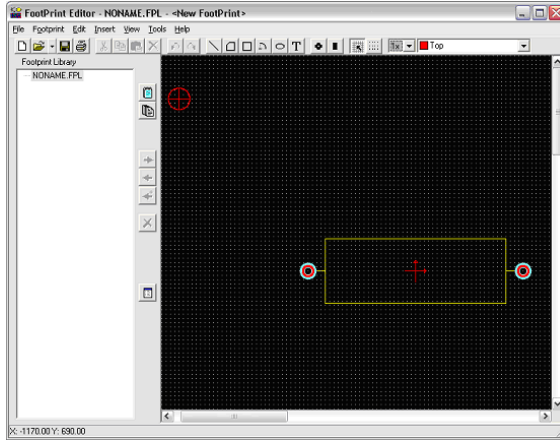 FootPrint Editor - NONAME.FPL - <New FootPrint>
File Footprint Edit Insert View Tools Help
T 1x Top
Footprint Library
NONAME.FPL
X: -1170.00 Y: 690.00